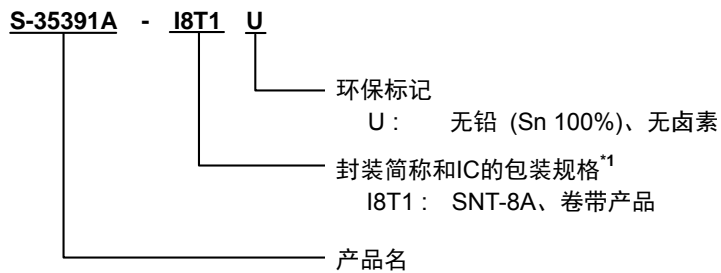 S-35391A - I8T1 U
环保标记
U : 无铅 (Sn 100%)、无卤素
封装简称和IC的包装规格*1
I8T1 : SNT-8A、卷带产品
产品名